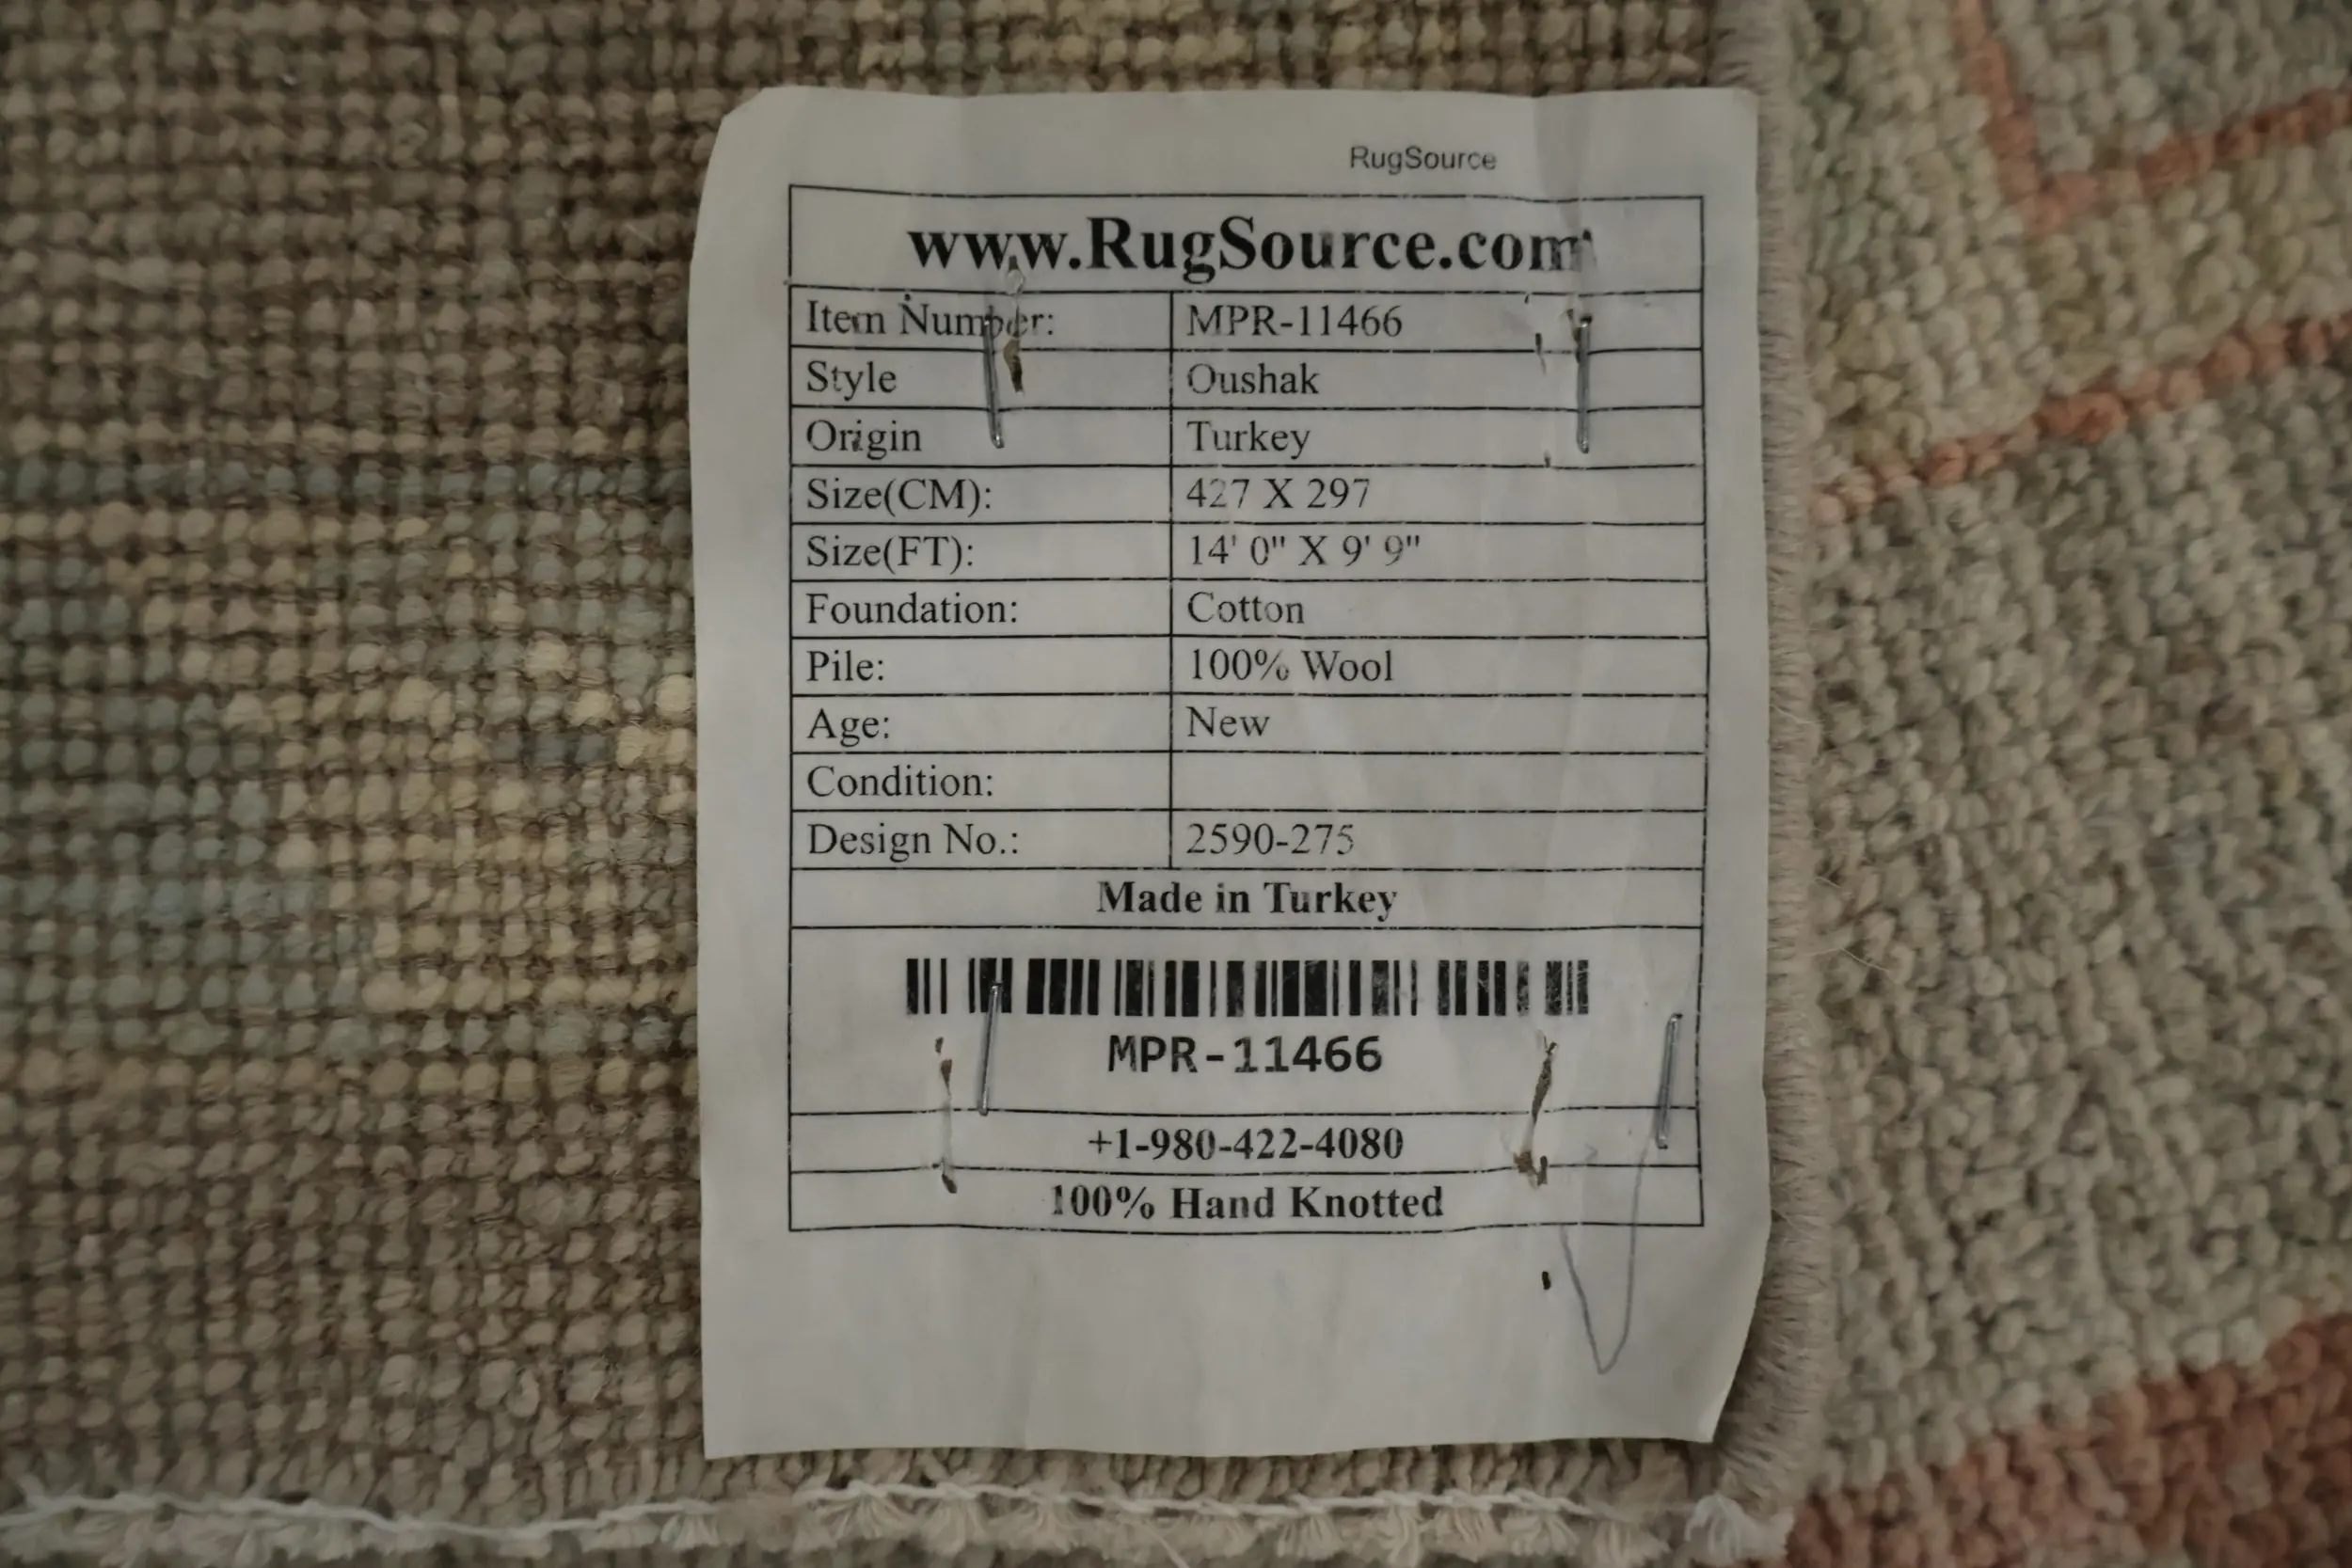 RugSource
www.RugSource.com
Item Number: MPR-11466
Style Oushak
Origin Turkey
Size(CM): 427 X 297
Size(FT): 14' 0" X 9' 9"
Foundation: Cotton
Pile: 100% Wool
Age: New
Condition:
Design No.: 2590-275
Made in Turkey
MPR-11466
+1-980-422-4080
100% Hand Knotted